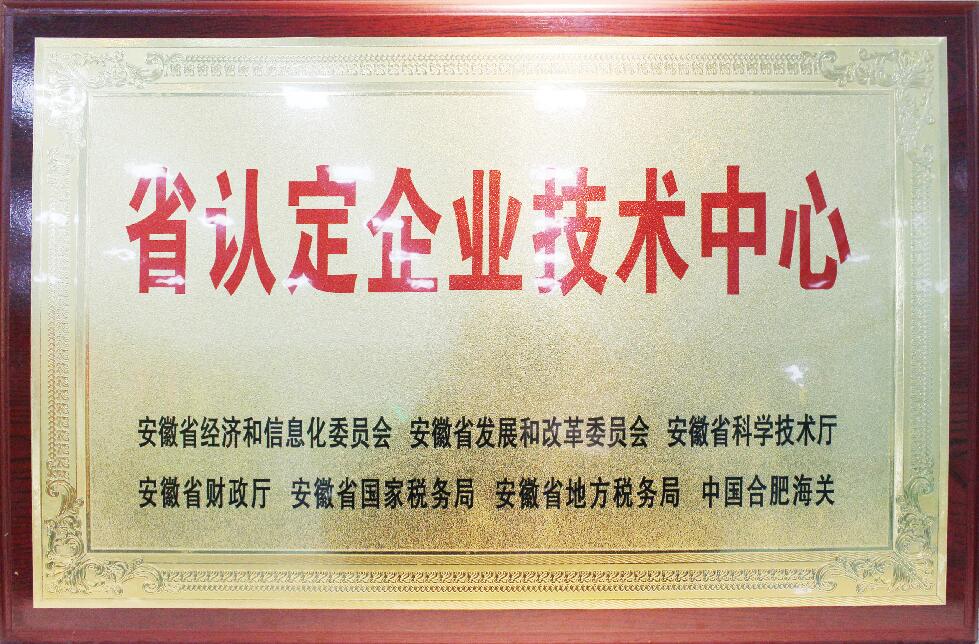 省认定企业技术中心
安徽省经济和信息化委员会 安徽省发展和改革委员会 安徽省科学技术厅
安徽省财政厅 安徽省国家税务局 安徽省地方税务局 中国合肥海关